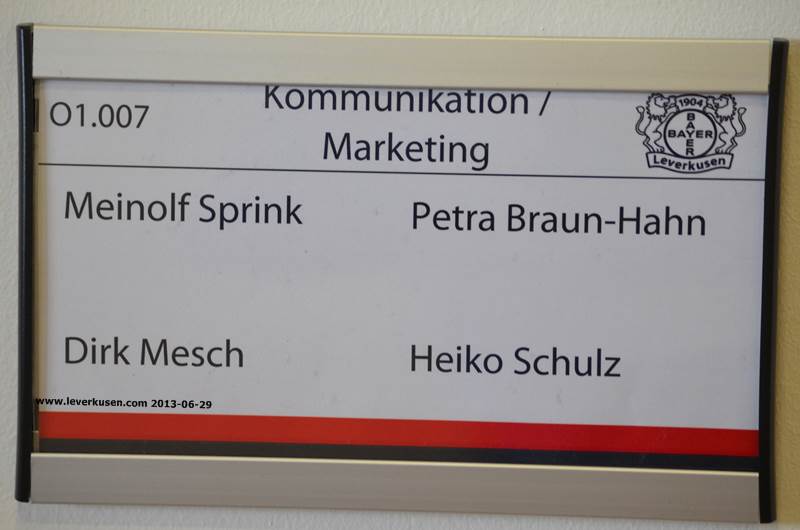 O1.007
Kommunikation /
Marketing
1904
BAYER
BAYER
Leverkusen
Meinolf Sprink
Petra Braun-Hahn
Dirk Mesch
Heiko Schulz
www.leverkusen.com 2013-06-29